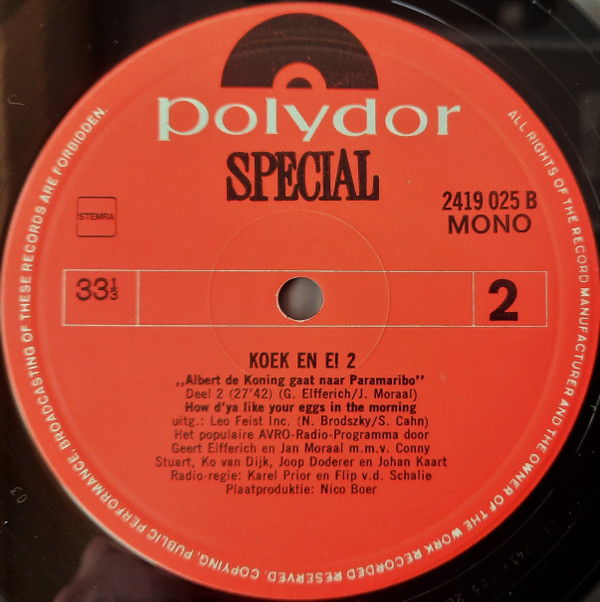 polydor
SPECIAL
STEMRA
2419 025 B
MONO
33⅓
2
KOEK EN EI 2
,,Albert de Koning gaat naar Paramaribo"
Deel 2 (27'42) (G. Elfferich/J. Moraal)
How d'ya like your eggs in the morning
uitg.: Leo Feist Inc. (N. Brodszky/S. Cahn)
Het populaire AVRO-Radio-Programma door
Geert Elfferich en Jan Moraal m.m.v. Conny
Stuart, Ko van Dijk, Joop Doderer en Johan Kaart
Radio-regie: Karel Prior en Flip v.d. Schalie
Plaatproduktie: Nico Boer
ALL RIGHTS OF THE RECORD MANUFACTURER AND THE OWNER OF THE WORK RECORDED RESERVED. COPYING, PUBLIC PERFORMANCE, BROADCASTING OF THESE RECORDS ARE FORBIDDEN.